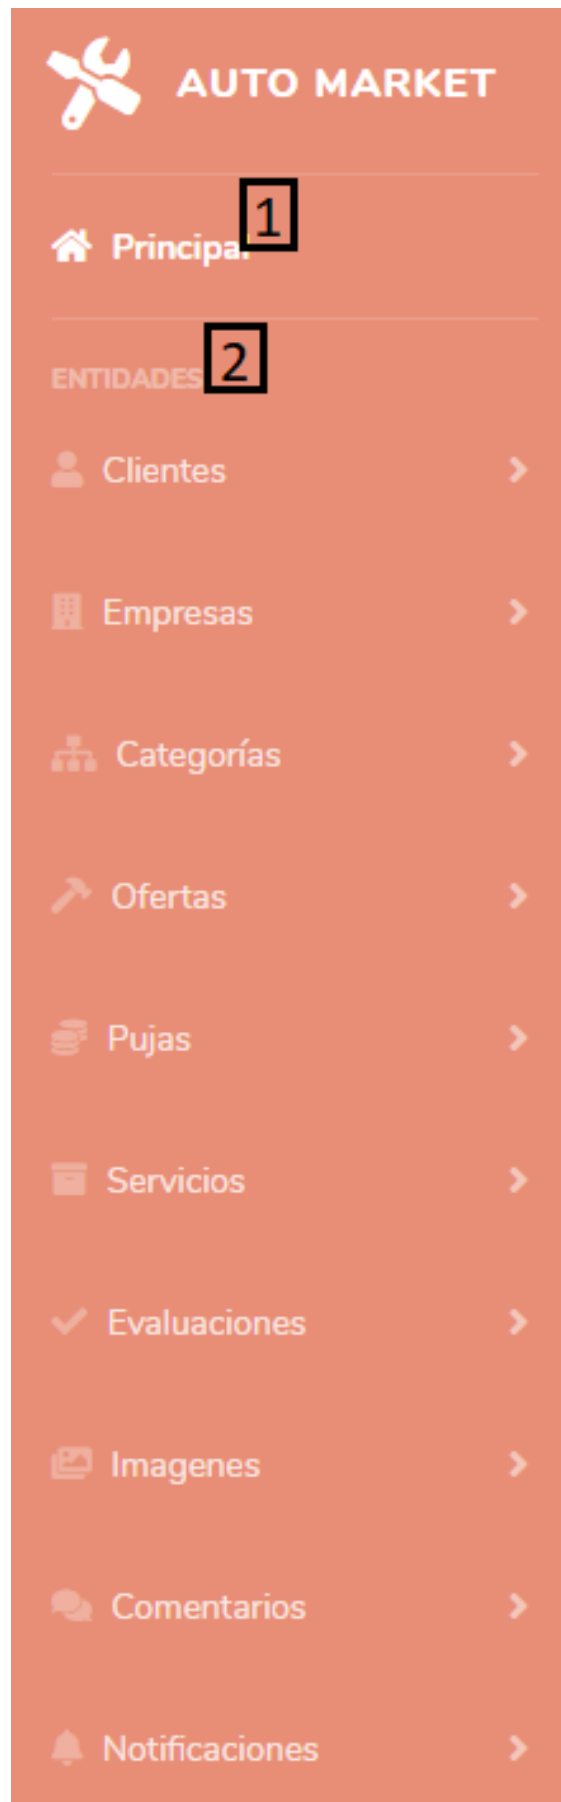 AUTO MARKET
1
Principal
2
ENTIDADES
Clientes
Empresas
Categorías
Ofertas
Pujas
Servicios
Evaluaciones
Imagenes
Comentarios
Notificaciones